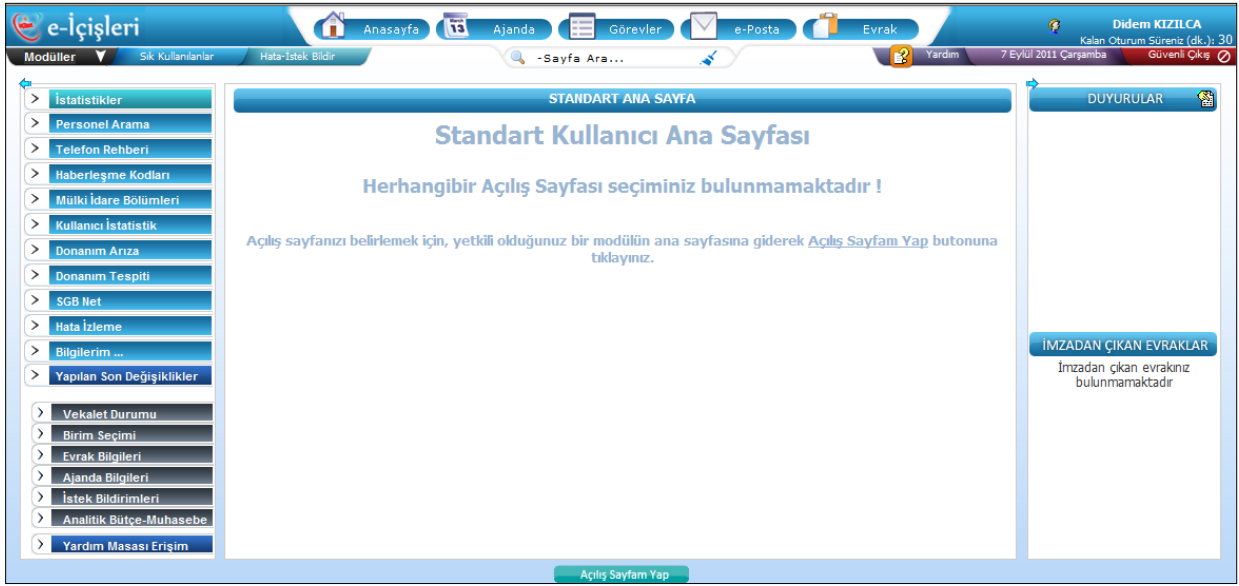 e-İçişleri
Anasayfa
13
Ajanda
Görevler
e-Posta
Evrak
Didem KIZILCA
Kalan Oturum Süreniz (dk.): 30
Modüller
Sık Kullanılanlar
Hata-İstek Bildir
-Sayfa Ara...
Yardım
7 Eylül 2011 Çarşamba
Güvenli Çıkış
İstatistikler
Personel Arama
Telefon Rehberi
Haberleşme Kodları
Mülki İdare Bölümleri
Kullanıcı İstatistik
Donanım Arıza
Donanım Tespiti
SGB Net
Hata İzleme
Bilgilerim ...
Yapılan Son Değişiklikler
Vekalet Durumu
Birim Seçimi
Evrak Bilgileri
Ajanda Bilgileri
İstek Bildirimleri
Analitik Bütçe-Muhasebe
Yardım Masası Erişim
STANDART ANA SAYFA
Standart Kullanıcı Ana Sayfası
Herhangibir Açılış Sayfası seçiminiz bulunmamaktadır !
Açılış sayfanızı belirlemek için, yetkili olduğunuz bir modülün ana sayfasına giderek Açılış Sayfam Yap butonuna
tıklayınız.
DUYURULAR
İMZADAN ÇIKAN EVRAKLAR
İmzadan çıkan evrakınız
bulunmamaktadır
Açılış Sayfam Yap